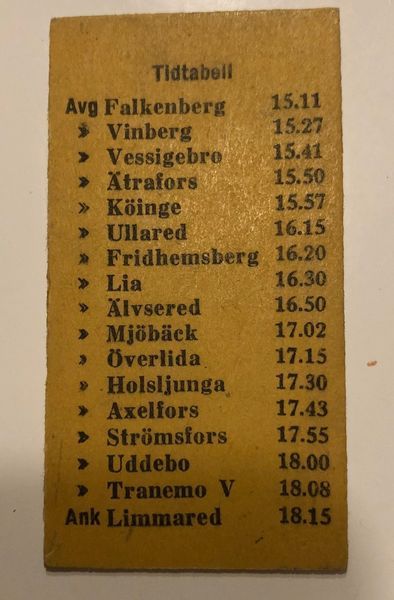 Tidtabell
Avg Falkenberg 15.11
» Vinberg 15.27
» Vessigebro 15.41
» Ätrafors 15.50
» Köinge 15.57
» Ullared 16.15
» Fridhemsberg 16.20
» Lia 16.30
» Älvsered 16.50
» Mjöbäck 17.02
» Överlida 17.15
» Holsljunga 17.30
» Axelfors 17.43
» Strömsfors 17.55
» Uddebo 18.00
» Tranemo V 18.08
Ank Limmared 18.15